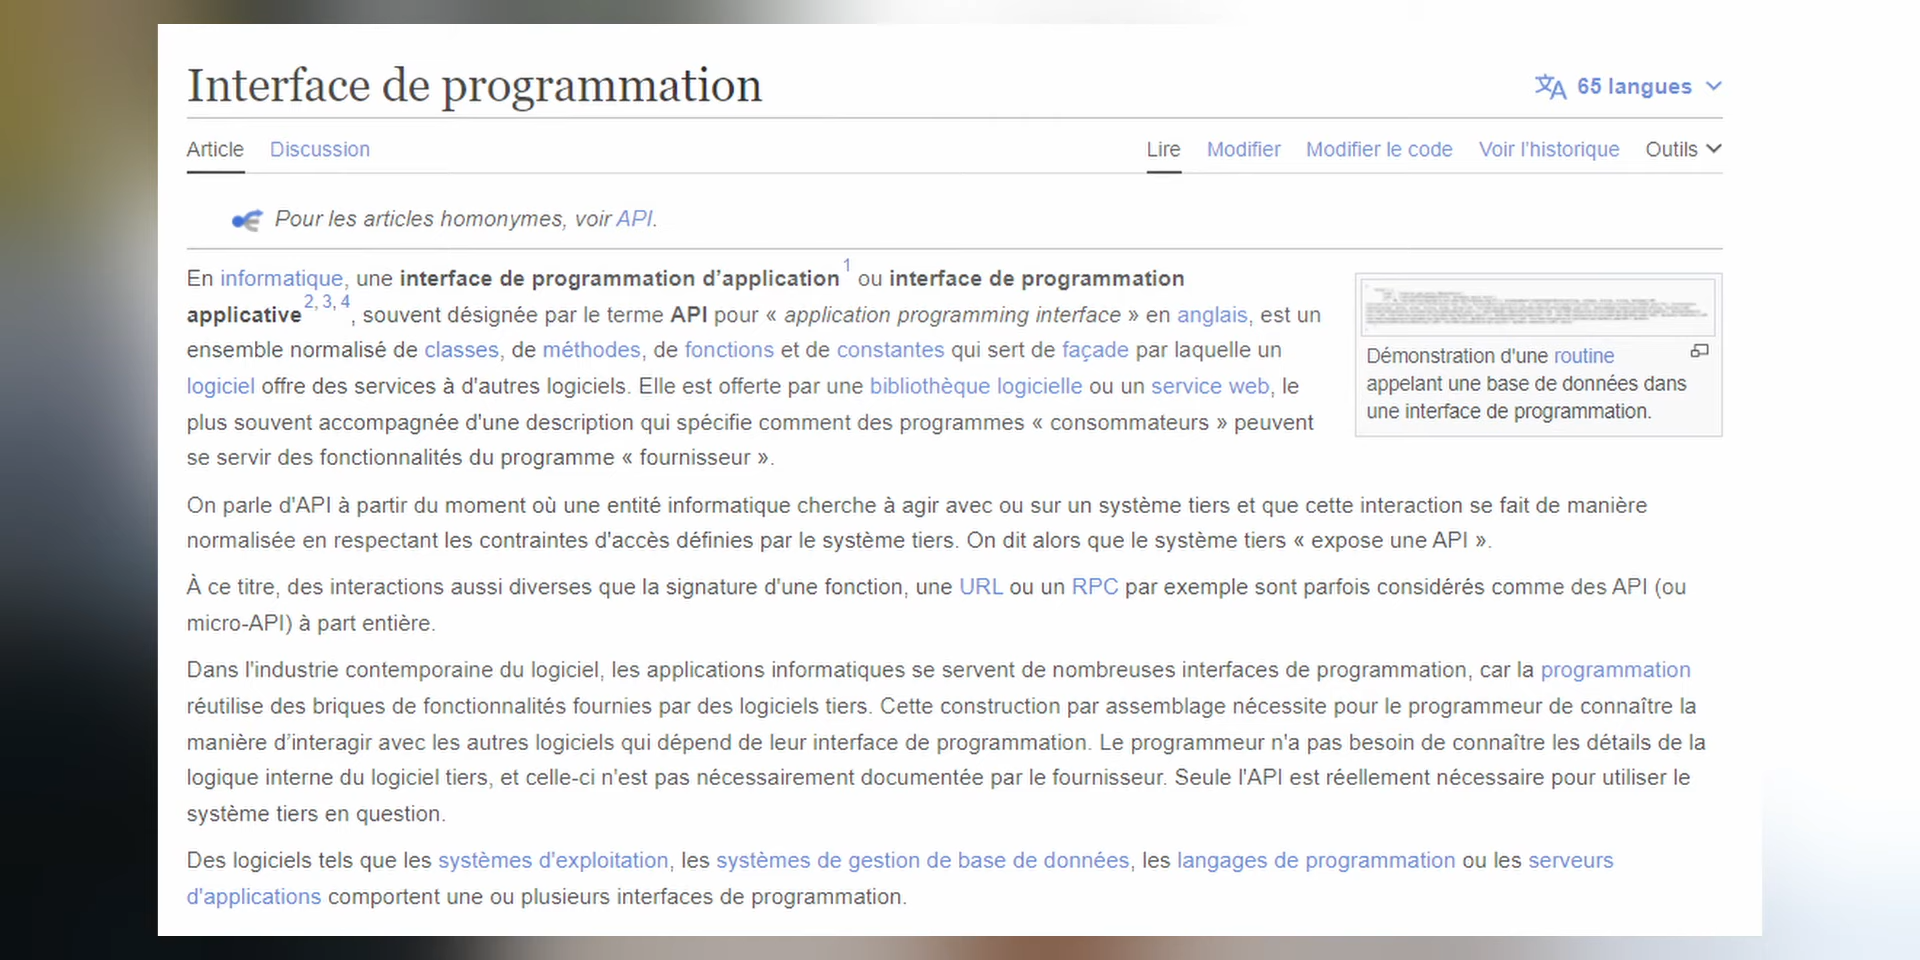 Interface de programmation
65 langues
Article Discussion Lire Modifier Modifier le code Voir l'historique Outils
Pour les articles homonymes, voir API.
En informatique, une interface de programmation d’application1 ou interface de programmation
applicative2, 3, 4, souvent désignée par le terme API pour « application programming interface » en anglais, est un
ensemble normalisé de classes, de méthodes, de fonctions et de constantes qui sert de façade par laquelle un
logiciel offre des services à d'autres logiciels. Elle est offerte par une bibliothèque logicielle ou un service web, le
plus souvent accompagnée d'une description qui spécifie comment des programmes « consommateurs » peuvent
se servir des fonctionnalités du programme « fournisseur ».
Démonstration d'une routine
appelant une base de données dans
une interface de programmation.
On parle d'API à partir du moment où une entité informatique cherche à agir avec ou sur un système tiers et que cette interaction se fait de manière
normalisée en respectant les contraintes d'accès définies par le système tiers. On dit alors que le système tiers « expose une API ».
À ce titre, des interactions aussi diverses que la signature d'une fonction, une URL ou un RPC par exemple sont parfois considérés comme des API (ou
micro-API) à part entière.
Dans l'industrie contemporaine du logiciel, les applications informatiques se servent de nombreuses interfaces de programmation, car la programmation
réutilise des briques de fonctionnalités fournies par des logiciels tiers. Cette construction par assemblage nécessite pour le programmeur de connaître la
manière d’interagir avec les autres logiciels qui dépend de leur interface de programmation. Le programmeur n'a pas besoin de connaître les détails de la
logique interne du logiciel tiers, et celle-ci n’est pas nécessairement documentée par le fournisseur. Seule l'API est réellement nécessaire pour utiliser le
système tiers en question.
Des logiciels tels que les systèmes d'exploitation, les systèmes de gestion de base de données, les langages de programmation ou les serveurs
d'applications comportent une ou plusieurs interfaces de programmation.